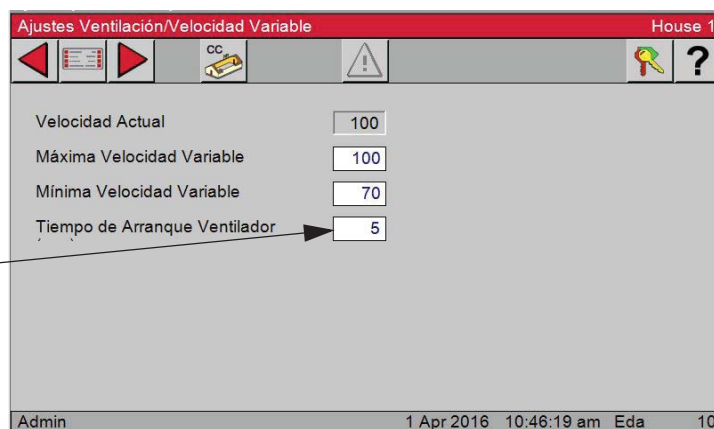 Ajustes Ventilación/Velocidad Variable House 1
CC
?
Velocidad Actual 100
Máxima Velocidad Variable 100
Mínima Velocidad Variable 70
Tiempo de Arranque Ventilador 5
Admin 1 Apr 2016 10:46:19 am Eda 10